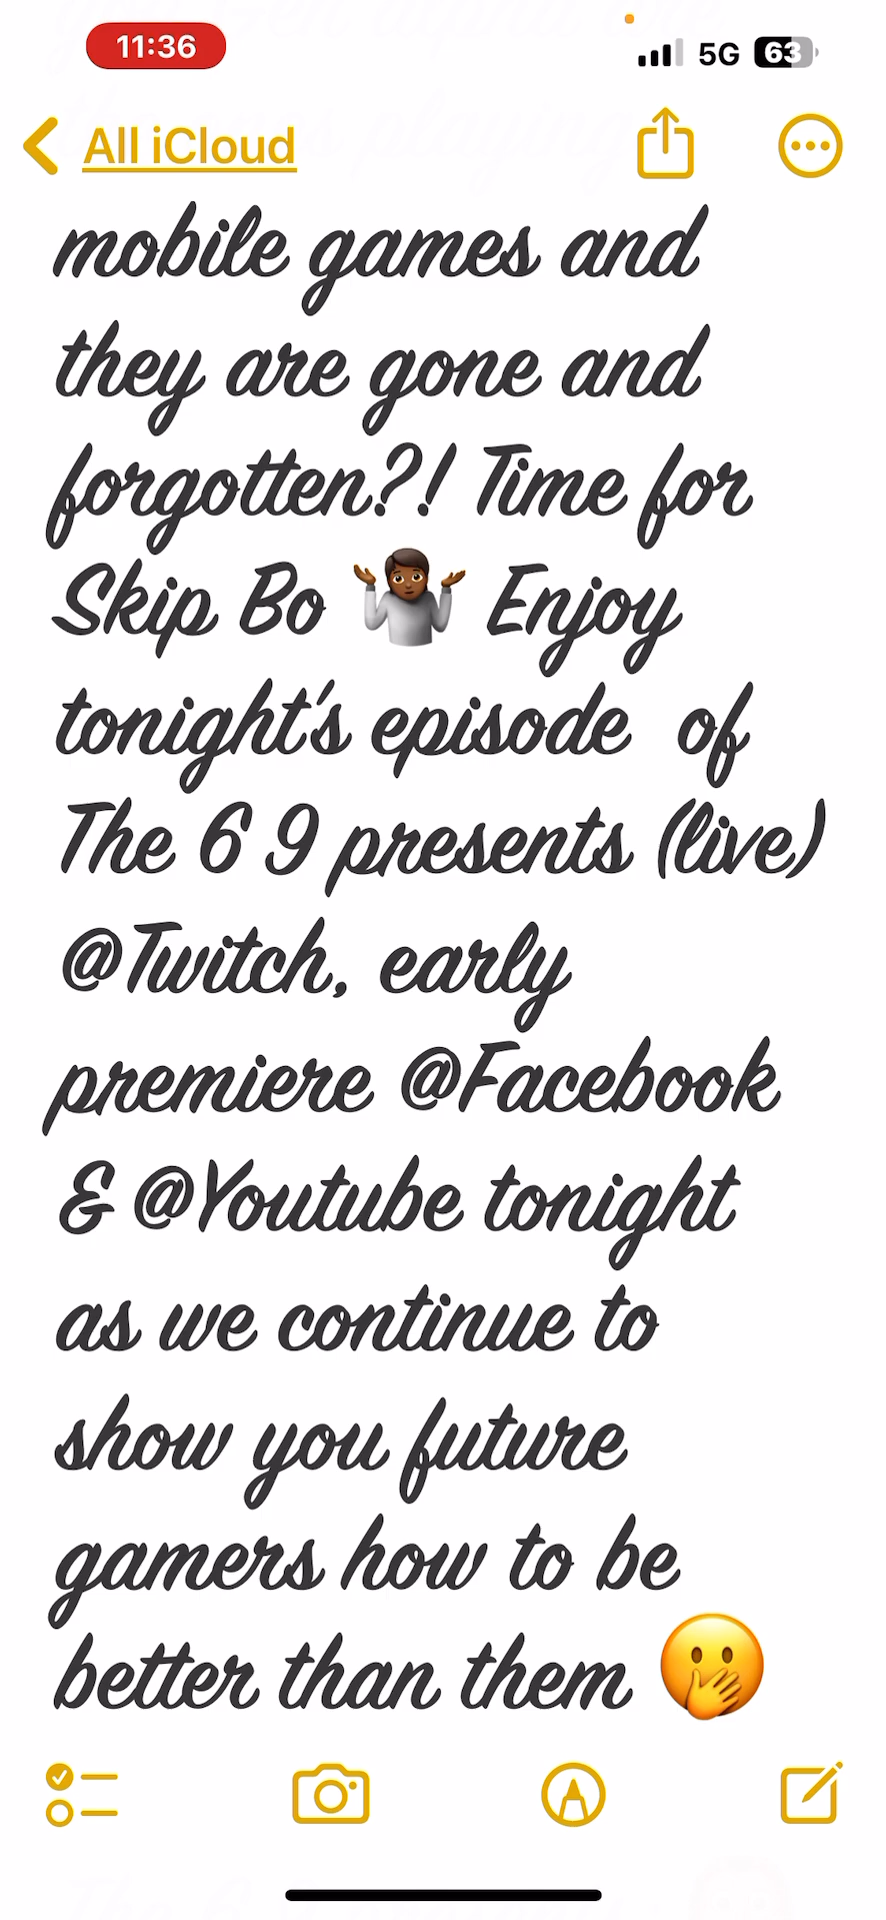 11:36 5G 63
All iCloud
mobile games and
they are gone and
forgotten?! Time for
Skip Bo 🤷🏾 Enjoy
tonight's episode  of
The 6 9 presents (live)
@Twitch, early
premiere @Facebook
& @Youtube tonight
as we continue to
show you future
gamers how to be
better than them 🫢